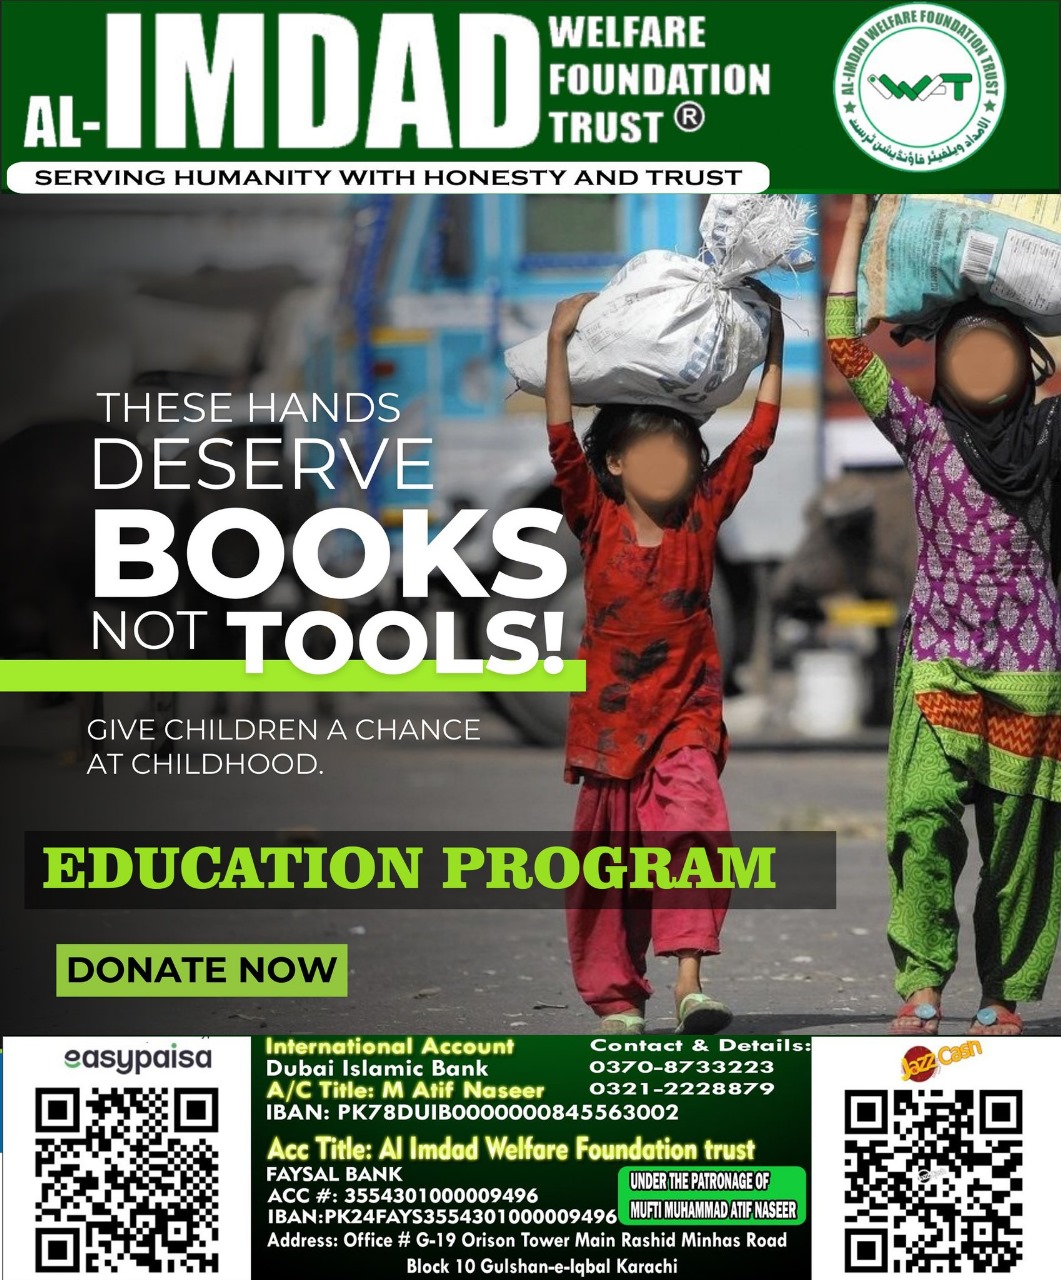 AL-IMDAD
WELFARE
FOUNDATION
TRUST ®
SERVING HUMANITY WITH HONESTY AND TRUST
AL-IMDAD WELFARE FOUNDATION TRUST
الامداد ویلفیئر فاؤنڈیشن ٹرسٹ
THESE HANDS
DESERVE
BOOKS
NOT TOOLS!
GIVE CHILDREN A CHANCE
AT CHILDHOOD.
EDUCATION PROGRAM
DONATE NOW
easypaisa
International Account
Dubai Islamic Bank
A/C Title: M Atif Naseer
IBAN: PK78DUIB0000000845563002
Contact & Details:
0370-8733223
0321-2228879
Acc Title: Al Imdad Welfare Foundation trust
FAYSAL BANK
ACC #: 3554301000009496
IBAN:PK24FAYS3554301000009496
UNDER THE PATRONAGE OF
MUFTI MUHAMMAD ATIF NASEER
Address: Office # G-19 Orison Tower Main Rashid Minhas Road
Block 10 Gulshan-e-Iqbal Karachi
JazzCash